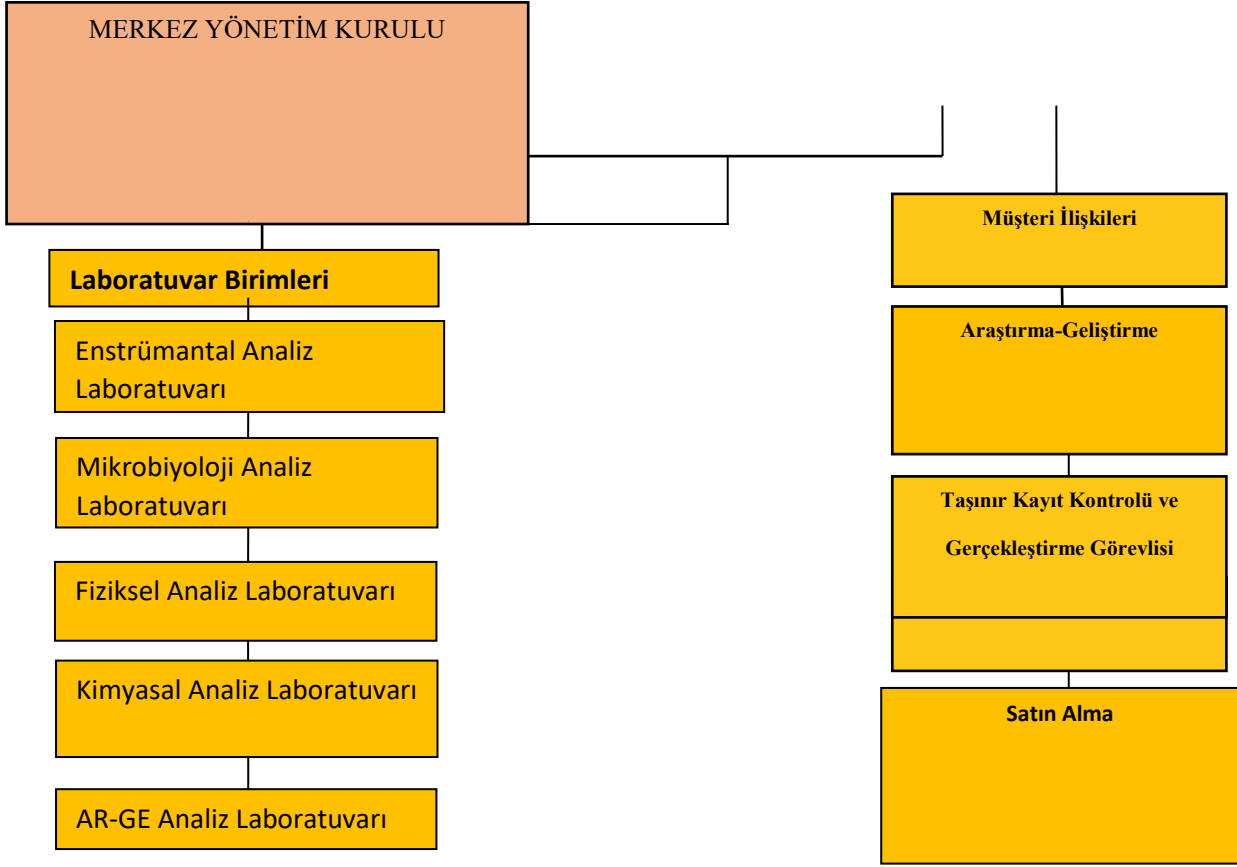 MERKEZ YÖNETİM KURULU
Laboratuvar Birimleri
Enstrümantal Analiz
Laboratuvarı
Mikrobiyoloji Analiz
Laboratuvarı
Fiziksel Analiz Laboratuvarı
Kimyasal Analiz Laboratuvarı
AR-GE Analiz Laboratuvarı
Müşteri İlişkileri
Araştırma-Geliştirme
Taşınır Kayıt Kontrolü ve
Gerçekleştirme Görevlisi
Satın Alma